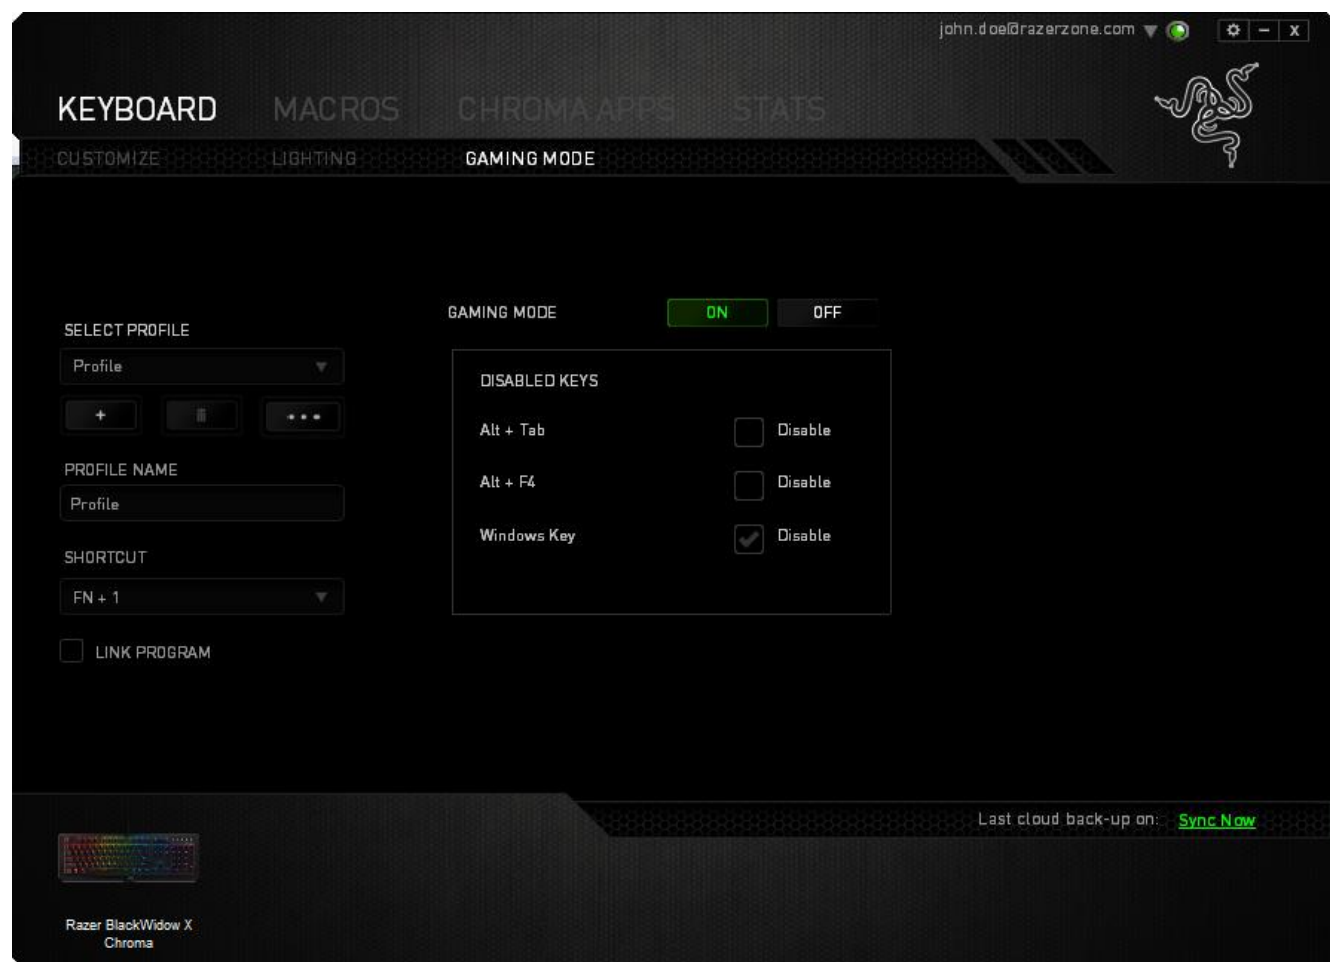 john.doe@razerzone.com
x
KEYBOARD MACROS CHROMA APPS STATS
CUSTOMIZE LIGHTING GAMING MODE
SELECT PROFILE
Profile
+
PROFILE NAME
Profile
SHORTCUT
FN + 1
LINK PROGRAM
GAMING MODE ON OFF
DISABLED KEYS
Alt + Tab Disable
Alt + F4 Disable
Windows Key Disable
Last cloud back-up on: Sync Now
Razer BlackWidow X
Chroma